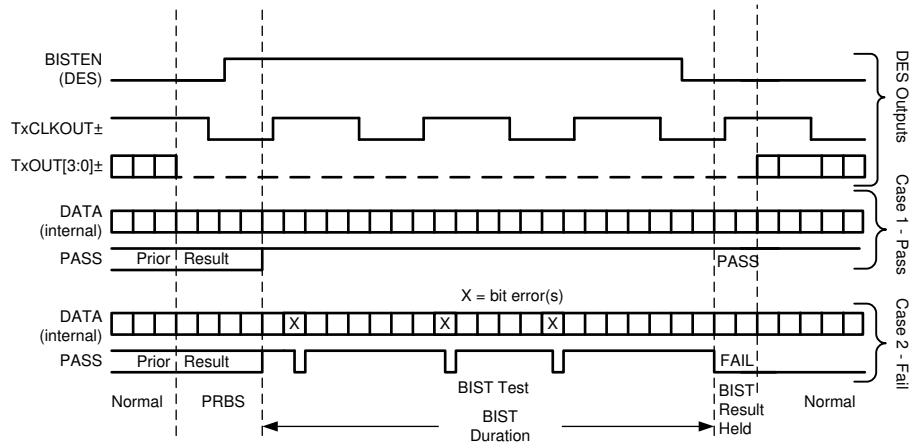 BISTEN
(DES)
TxCLKOUT±
TxOUT[3:0]±
DES Outputs
DATA
(internal)
PASS
Prior Result
PASS
Case 1 - Pass
X = bit error(s)
DATA
(internal)
X X X
PASS
Prior Result
FAIL
Case 2 - Fail
Normal
PRBS
BIST Test
BIST
Duration
BIST
Result
Held
Normal